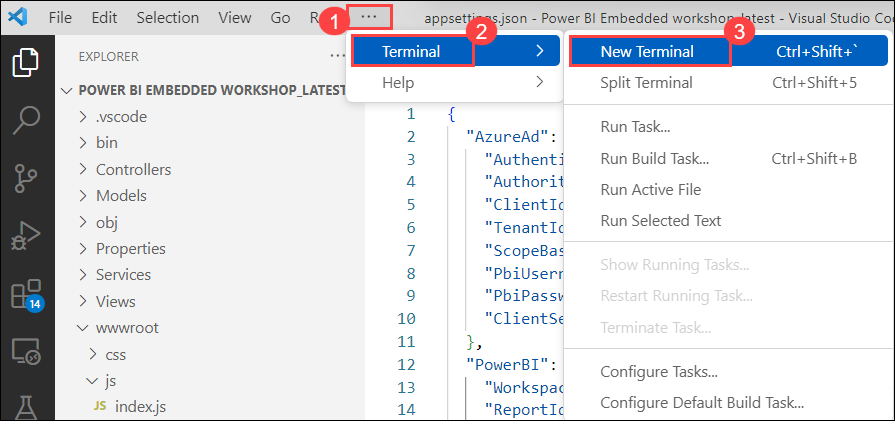 File Edit Selection View Go R 1 ··· appsettings.json - Power BI Embedded workshop_latest - Visual Studio Co
2 3
Terminal > New Terminal Ctrl+Shift+`
Help > Split Terminal Ctrl+Shift+5
EXPLORER ···
POWER BI EMBEDDED WORKSHOP_LATEST
.vscode
bin
Controllers
Models
obj
Properties
Services
Views
wwwroot
css
js
JS index.js
14
1 {
2 "AzureAd":
3 "Authenti
4 "Authorit
5 "ClientId
6 "TenantId
7 "ScopeBas
8 "PbiUsern
9 "PbiPassw
10 "ClientSe
11 },
12 "PowerBI":
13 "Workspac
14 "ReportId
Run Task...
Run Build Task... Ctrl+Shift+B
Run Active File
Run Selected Text
Show Running Tasks...
Restart Running Task...
Terminate Task...
Configure Tasks...
Configure Default Build Task...